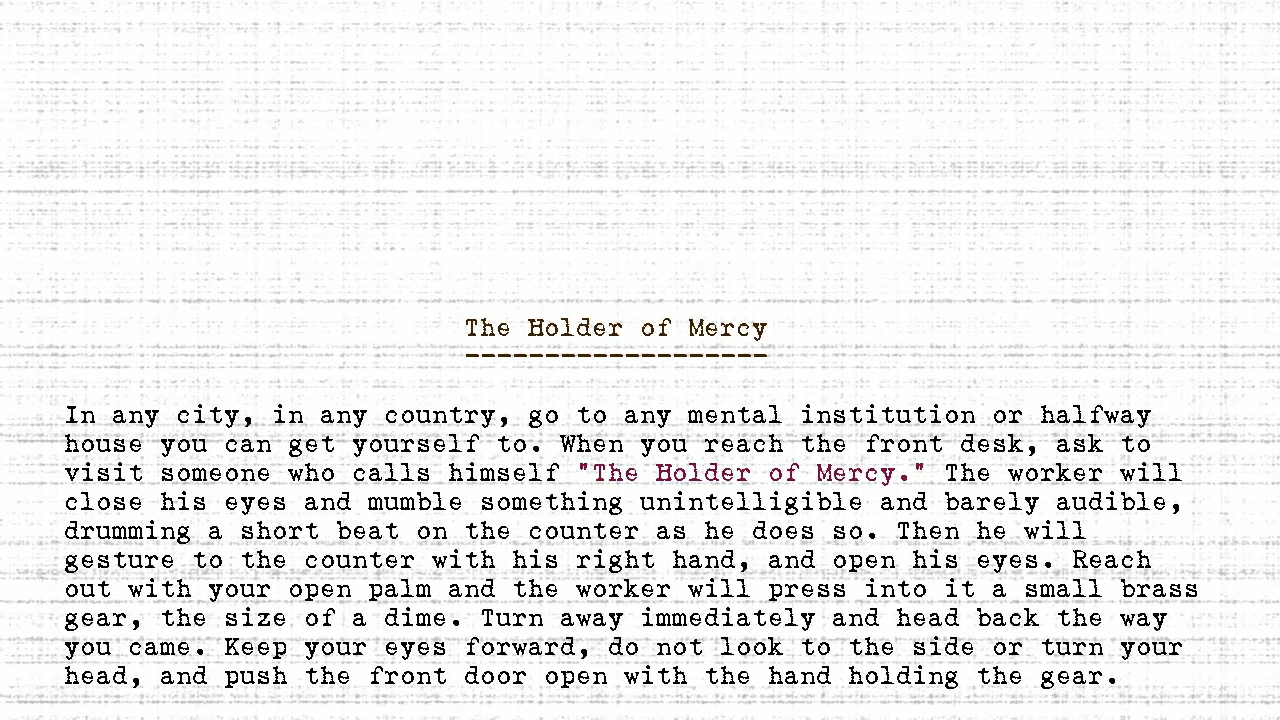 The Holder of Mercy
-------------------
In any city, in any country, go to any mental institution or halfway
house you can get yourself to. When you reach the front desk, ask to
visit someone who calls himself "The Holder of Mercy." The worker will
close his eyes and mumble something unintelligible and barely audible,
drumming a short beat on the counter as he does so. Then he will
gesture to the counter with his right hand, and open his eyes. Reach
out with your open palm and the worker will press into it a small brass
gear, the size of a dime. Turn away immediately and head back the way
you came. Keep your eyes forward, do not look to the side or turn your
head, and push the front door open with the hand holding the gear.